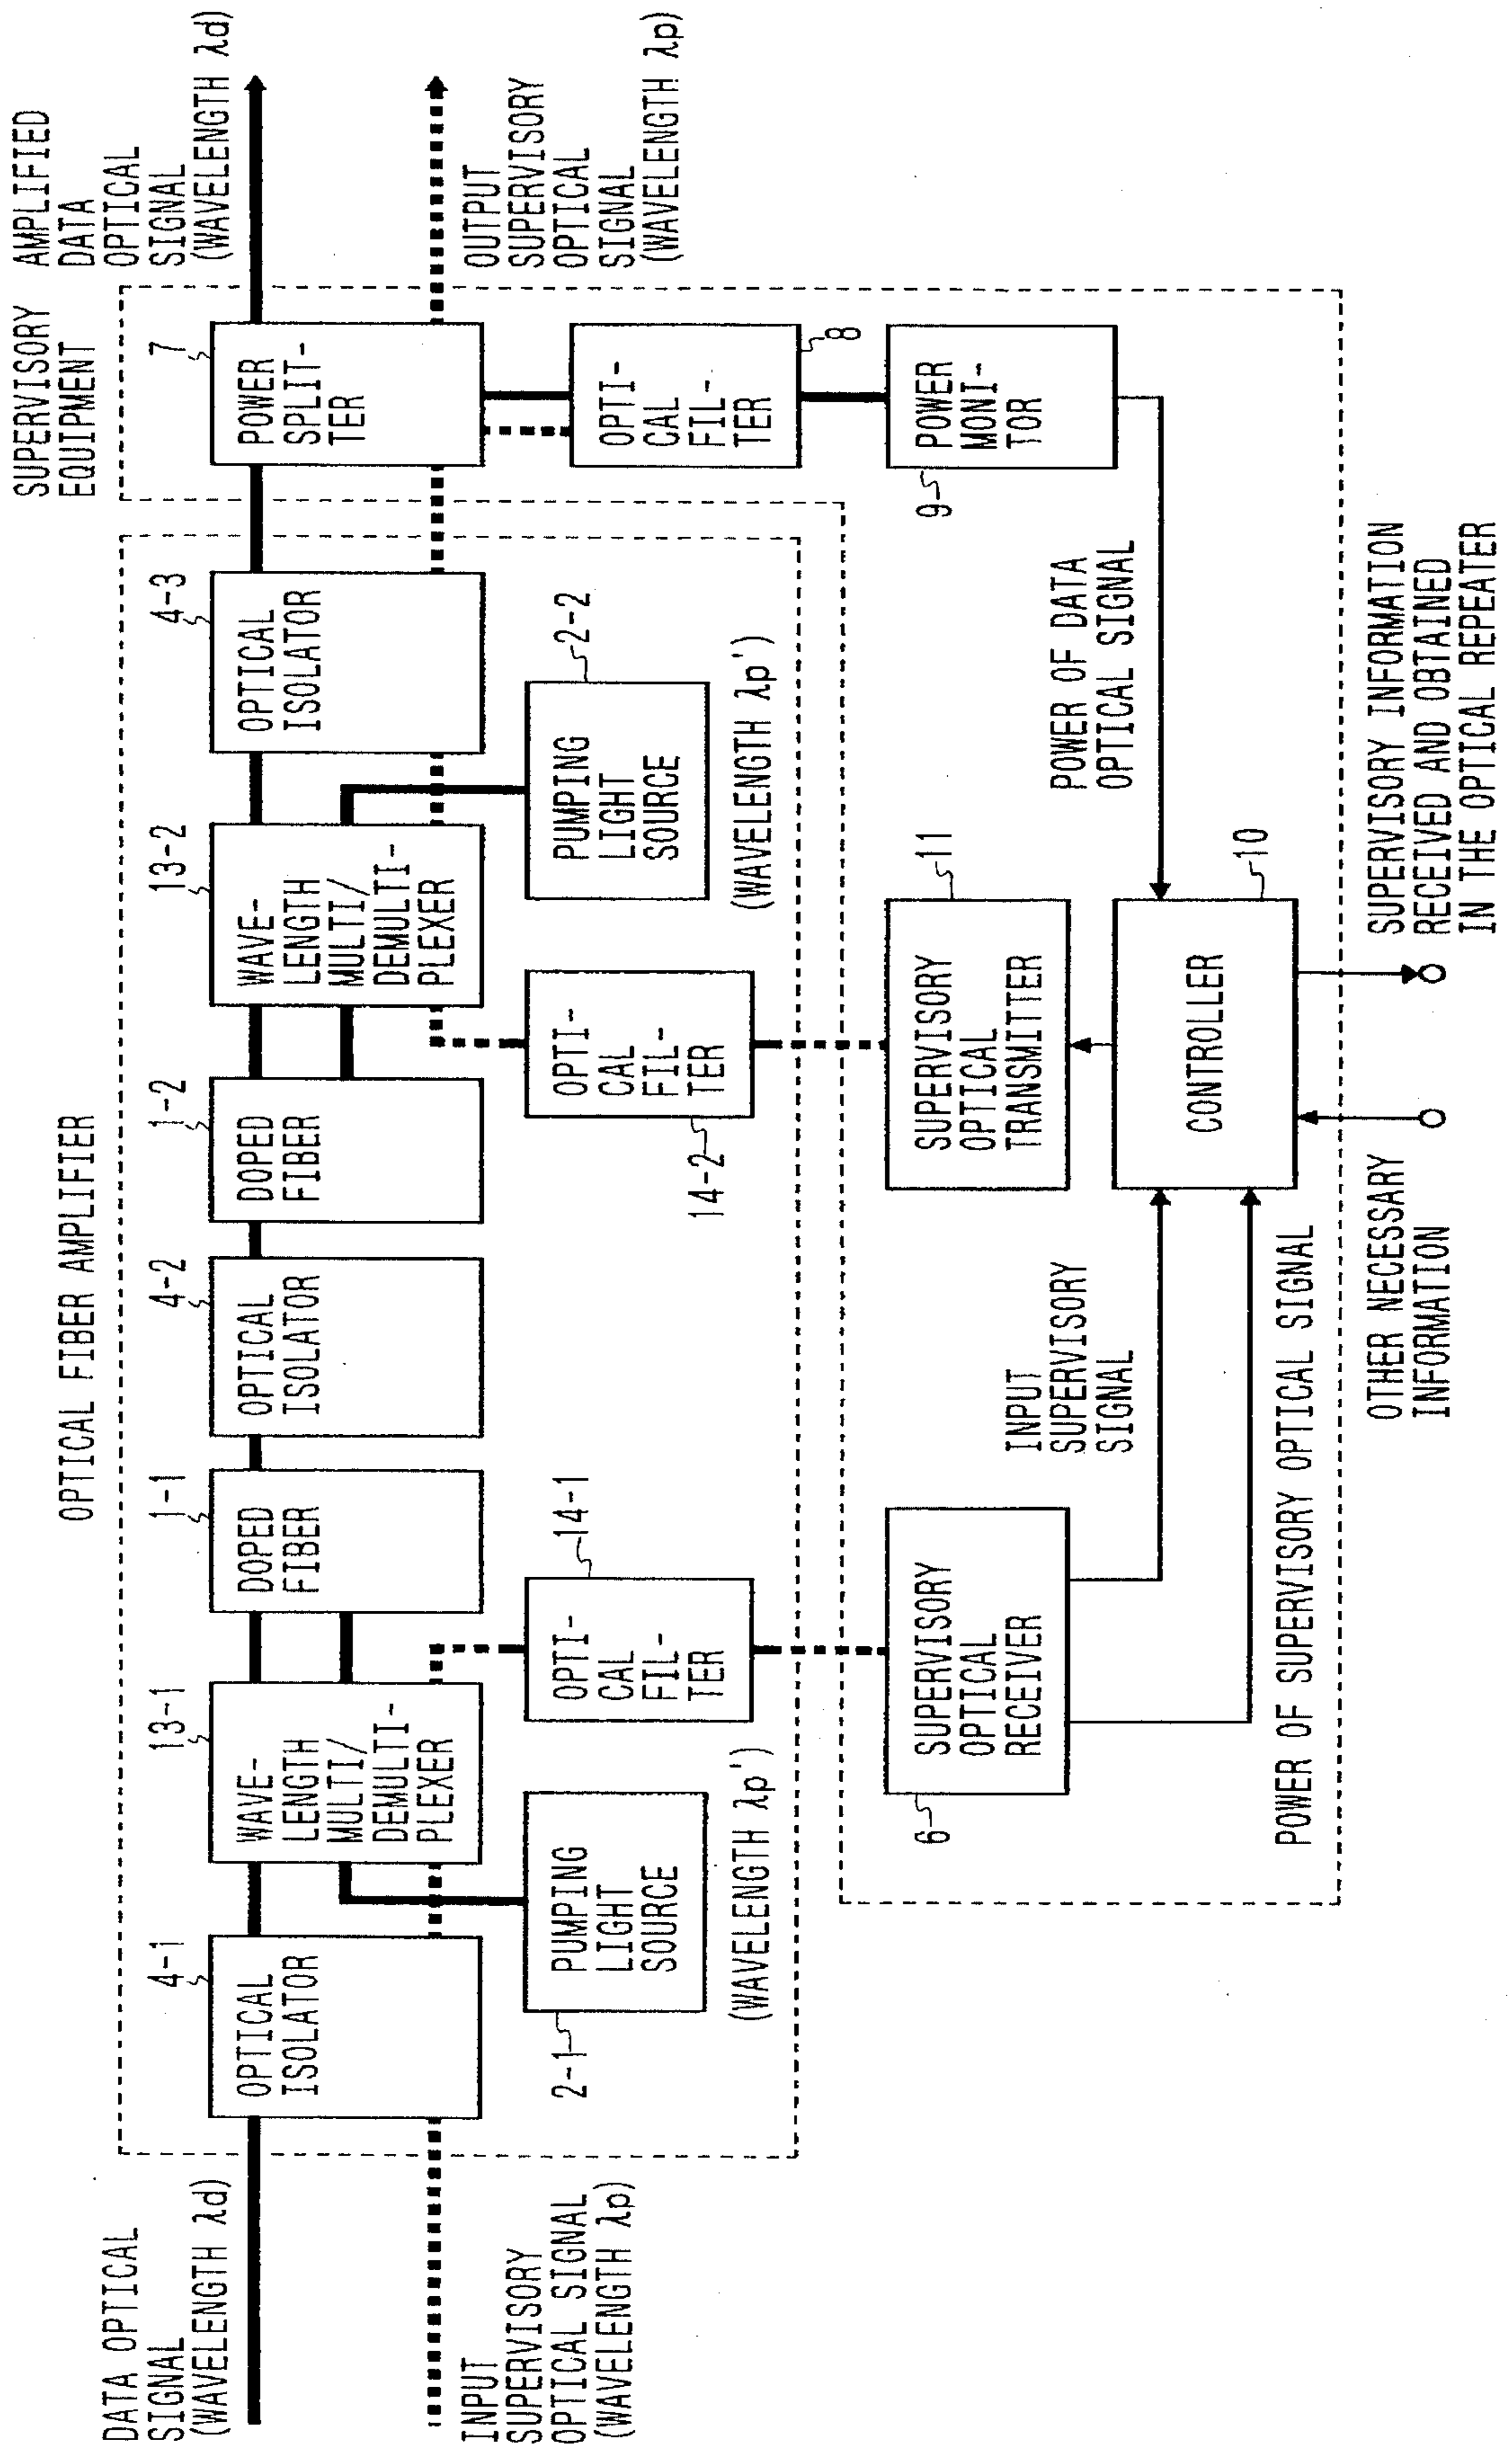 OPTICAL FIBER AMPLIFIER
SUPERVISORY
EQUIPMENT
DATA OPTICAL
SIGNAL
(WAVELENGTH λd)
INPUT
SUPERVISORY
OPTICAL SIGNAL
(WAVELENGTH λp)
4-1
OPTICAL
ISOLATOR
13-1
WAVE-
LENGTH
MULTI/
DEMULTI-
PLEXER
1-1
DOPED
FIBER
4-2
OPTICAL
ISOLATOR
1-2
DOPED
FIBER
13-2
WAVE-
LENGTH
MULTI/
DEMULTI-
PLEXER
4-3
OPTICAL
ISOLATOR
7
POWER
SPLIT-
TER
AMPLIFIED
DATA
OPTICAL
SIGNAL
(WAVELENGTH λd)
OUTPUT
SUPERVISORY
OPTICAL
SIGNAL
(WAVELENGTH λp)
2-1
PUMPING
LIGHT
SOURCE
(WAVELENGTH λp')
14-1
OPTI-
CAL
FIL-
TER
14-2
OPTI-
CAL
FIL-
TER
2-2
PUMPING
LIGHT
SOURCE
(WAVELENGTH λp')
8
OPTI-
CAL
FIL-
TER
6
SUPERVISORY
OPTICAL
RECEIVER
11
SUPERVISORY
OPTICAL
TRANSMITTER
9
POWER
MONI-
TOR
INPUT
SUPERVISORY
SIGNAL
POWER OF DATA
OPTICAL SIGNAL
10
CONTROLLER
POWER OF SUPERVISORY OPTICAL SIGNAL
OTHER NECESSARY
INFORMATION
SUPERVISORY INFORMATION
RECEIVED AND OBTAINED
IN THE OPTICAL REPEATER